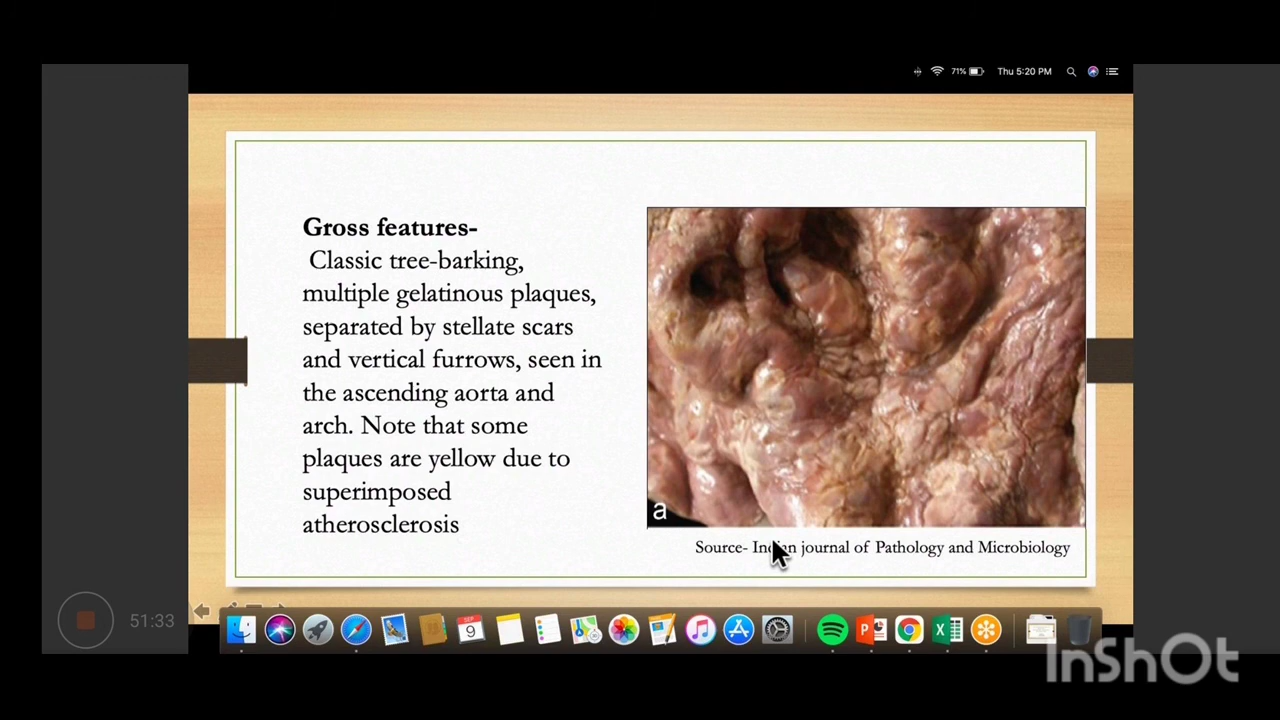 71%
Thu 5:20 PM
Gross features-
Classic tree-barking,
multiple gelatinous plaques,
separated by stellate scars
and vertical furrows, seen in
the ascending aorta and
arch. Note that some
plaques are yellow due to
superimposed
atherosclerosis
a
Source- In journal of Pathology and Microbiology
51:33
SEP
9
InShOt